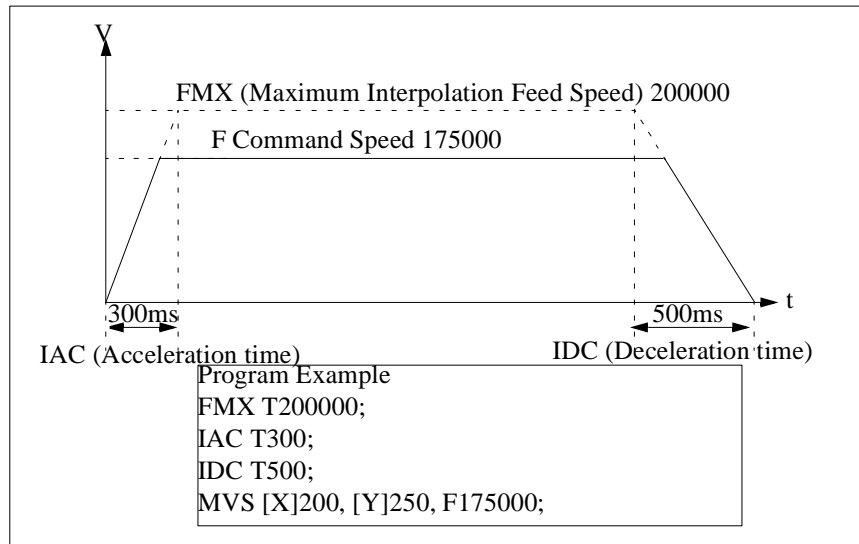 V
FMX (Maximum Interpolation Feed Speed) 200000
F Command Speed 175000
t
300ms
500ms
IAC (Acceleration time)
IDC (Deceleration time)
Program Example
FMX T200000;
IAC T300;
IDC T500;
MVS [X]200, [Y]250, F175000;